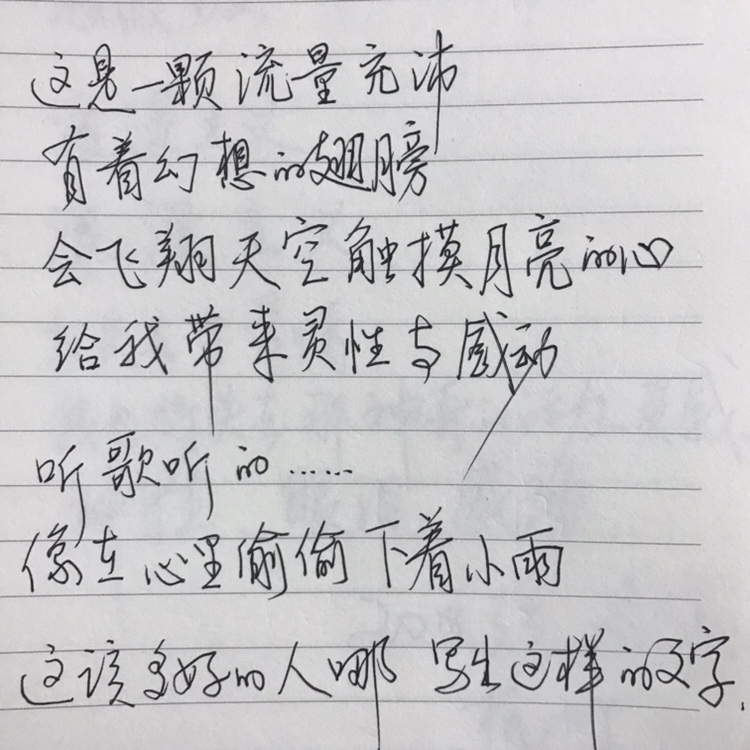 这是一颗流量充沛
有着幻想的翅膀
会飞翔天空触摸月亮的心
给我带来灵性与感动
听歌听的……
像在心里偷偷下着小雨
这该多好的人哪 写出这样的文字.